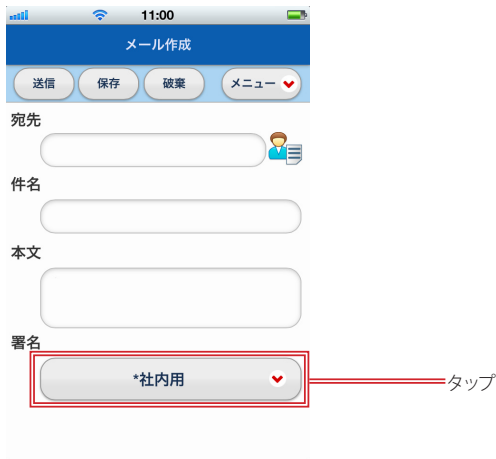 11:00
メール作成
送信 保存 破棄 メニュー
宛先
件名
本文
署名
*社内用
タップ